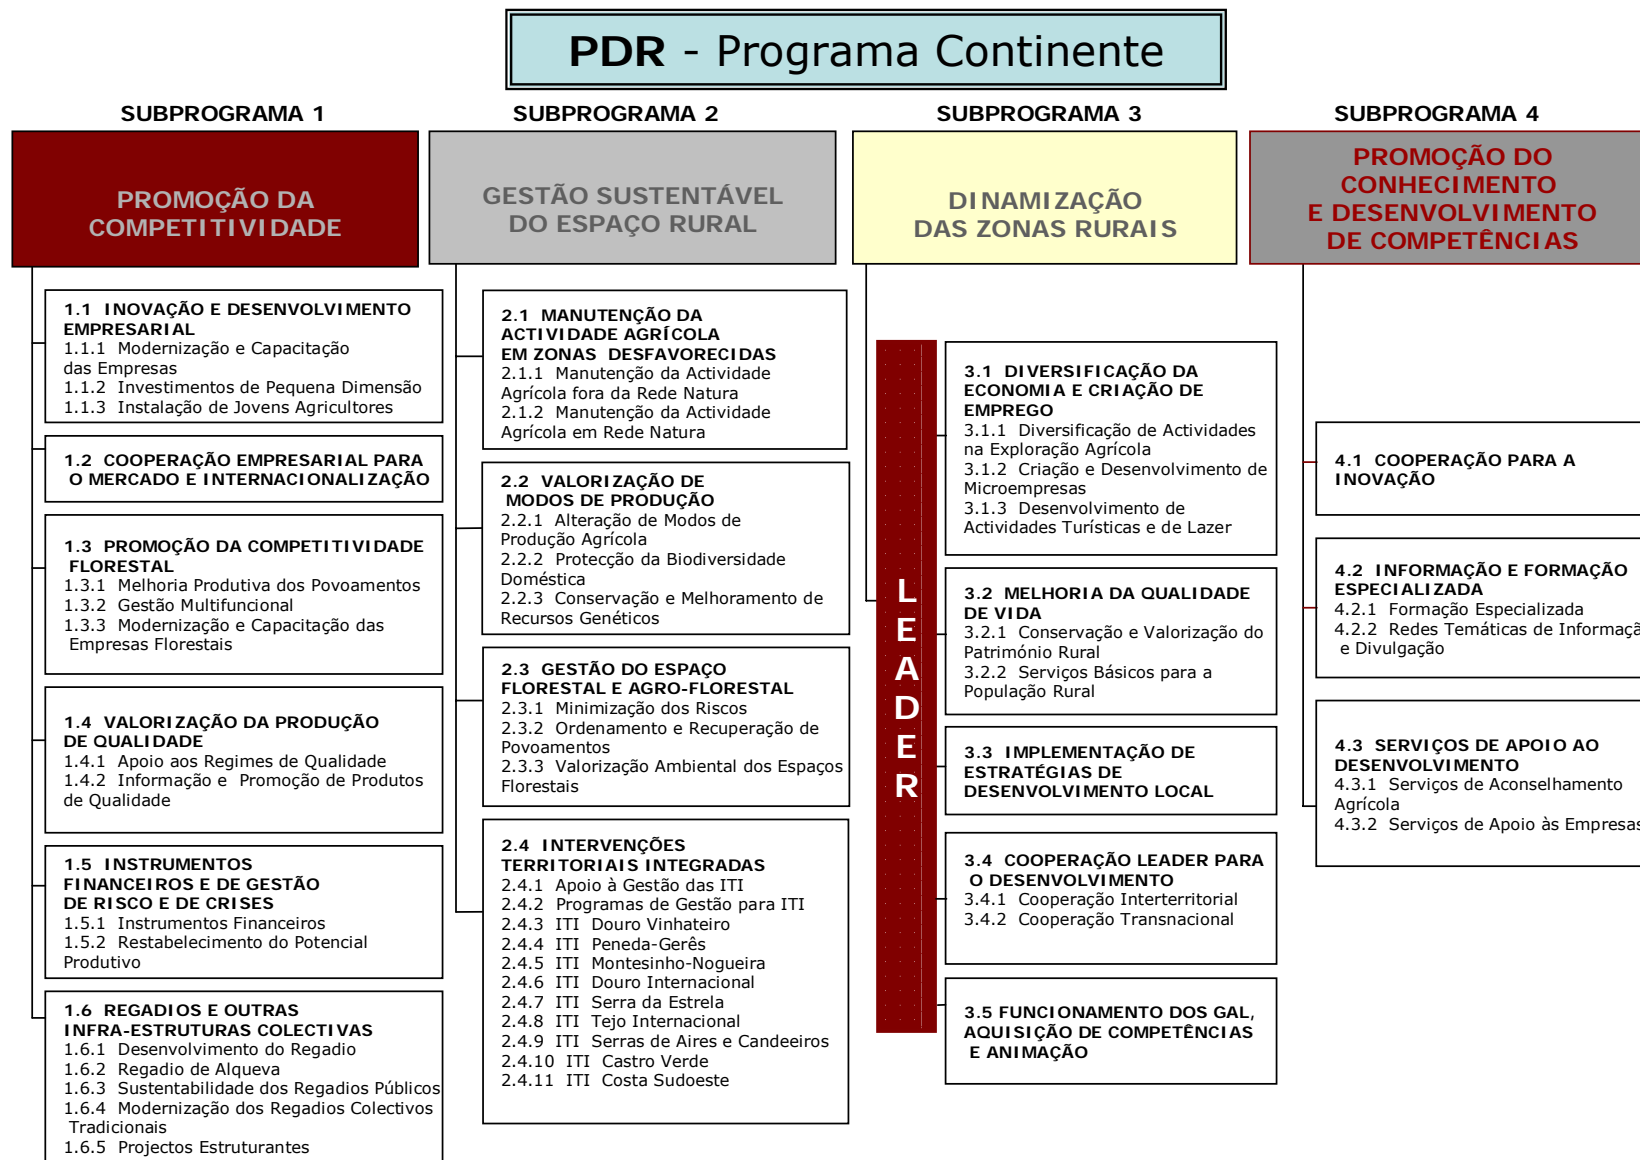 PDR - Programa Continente
SUBPROGRAMA 1
PROMOÇÃO DA
COMPETITIVIDADE
1.1 INOVAÇÃO E DESENVOLVIMENTO
EMPRESARIAL
1.1.1 Modernização e Capacitação
das Empresas
1.1.2 Investimentos de Pequena Dimensão
1.1.3 Instalação de Jovens Agricultores
1.2 COOPERAÇÃO EMPRESARIAL PARA
O MERCADO E INTERNACIONALIZAÇÃO
1.3 PROMOÇÃO DA COMPETITIVIDADE
FLORESTAL
1.3.1 Melhoria Produtiva dos Povoamentos
1.3.2 Gestão Multifuncional
1.3.3 Modernização e Capacitação das
Empresas Florestais
1.4 VALORIZAÇÃO DA PRODUÇÃO
DE QUALIDADE
1.4.1 Apoio aos Regimes de Qualidade
1.4.2 Informação e Promoção de Produtos
de Qualidade
1.5 INSTRUMENTOS
FINANCEIROS E DE GESTÃO
DE RISCO E DE CRISES
1.5.1 Instrumentos Financeiros
1.5.2 Restabelecimento do Potencial
Produtivo
1.6 REGADIOS E OUTRAS
INFRA-ESTRUTURAS COLECTIVAS
1.6.1 Desenvolvimento do Regadio
1.6.2 Regadio de Alqueva
1.6.3 Sustentabilidade dos Regadios Públicos
1.6.4 Modernização dos Regadios Colectivos
Tradicionais
1.6.5 Projectos Estruturantes
SUBPROGRAMA 2
GESTÃO SUSTENTÁVEL
DO ESPAÇO RURAL
2.1 MANUTENÇÃO DA
ACTIVIDADE AGRÍCOLA
EM ZONAS DESFAVORECIDAS
2.1.1 Manutenção da Actividade
Agrícola fora da Rede Natura
2.1.2 Manutenção da Actividade
Agrícola em Rede Natura
2.2 VALORIZAÇÃO DE
MODOS DE PRODUÇÃO
2.2.1 Alteração de Modos de
Produção Agrícola
2.2.2 Protecção da Biodiversidade
Doméstica
2.2.3 Conservação e Melhoramento de
Recursos Genéticos
2.3 GESTÃO DO ESPAÇO
FLORESTAL E AGRO-FLORESTAL
2.3.1 Minimização dos Riscos
2.3.2 Ordenamento e Recuperação de
Povoamentos
2.3.3 Valorização Ambiental dos Espaços
Florestais
2.4 INTERVENÇÕES
TERRITORIAIS INTEGRADAS
2.4.1 Apoio à Gestão das ITI
2.4.2 Programas de Gestão para ITI
2.4.3 ITI Douro Vinhateiro
2.4.4 ITI Peneda-Gerês
2.4.5 ITI Montesinho-Nogueira
2.4.6 ITI Douro Internacional
2.4.7 ITI Serra da Estrela
2.4.8 ITI Tejo Internacional
2.4.9 ITI Serras de Aires e Candeeiros
2.4.10 ITI Castro Verde
2.4.11 ITI Costa Sudoeste
SUBPROGRAMA 3
DINAMIZAÇÃO
DAS ZONAS RURAIS
LEADER
3.1 DIVERSIFICAÇÃO DA
ECONOMIA E CRIAÇÃO DE
EMPREGO
3.1.1 Diversificação de Actividades
na Exploração Agrícola
3.1.2 Criação e Desenvolvimento de
Microempresas
3.1.3 Desenvolvimento de
Actividades Turísticas e de Lazer
3.2 MELHORIA DA QUALIDADE
DE VIDA
3.2.1 Conservação e Valorização do
Património Rural
3.2.2 Serviços Básicos para a
População Rural
3.3 IMPLEMENTAÇÃO DE
ESTRATÉGIAS DE
DESENVOLVIMENTO LOCAL
3.4 COOPERAÇÃO LEADER PARA
O DESENVOLVIMENTO
3.4.1 Cooperação Interterritorial
3.4.2 Cooperação Transnacional
3.5 FUNCIONAMENTO DOS GAL,
AQUISIÇÃO DE COMPETÊNCIAS
E ANIMAÇÃO
SUBPROGRAMA 4
PROMOÇÃO DO
CONHECIMENTO
E DESENVOLVIMENTO
DE COMPETÊNCIAS
4.1 COOPERAÇÃO PARA A
INOVAÇÃO
4.2 INFORMAÇÃO E FORMAÇÃO
ESPECIALIZADA
4.2.1 Formação Especializada
4.2.2 Redes Temáticas de Informaçã
e Divulgação
4.3 SERVIÇOS DE APOIO AO
DESENVOLVIMENTO
4.3.1 Serviços de Aconselhamento
Agrícola
4.3.2 Serviços de Apoio às Empresas